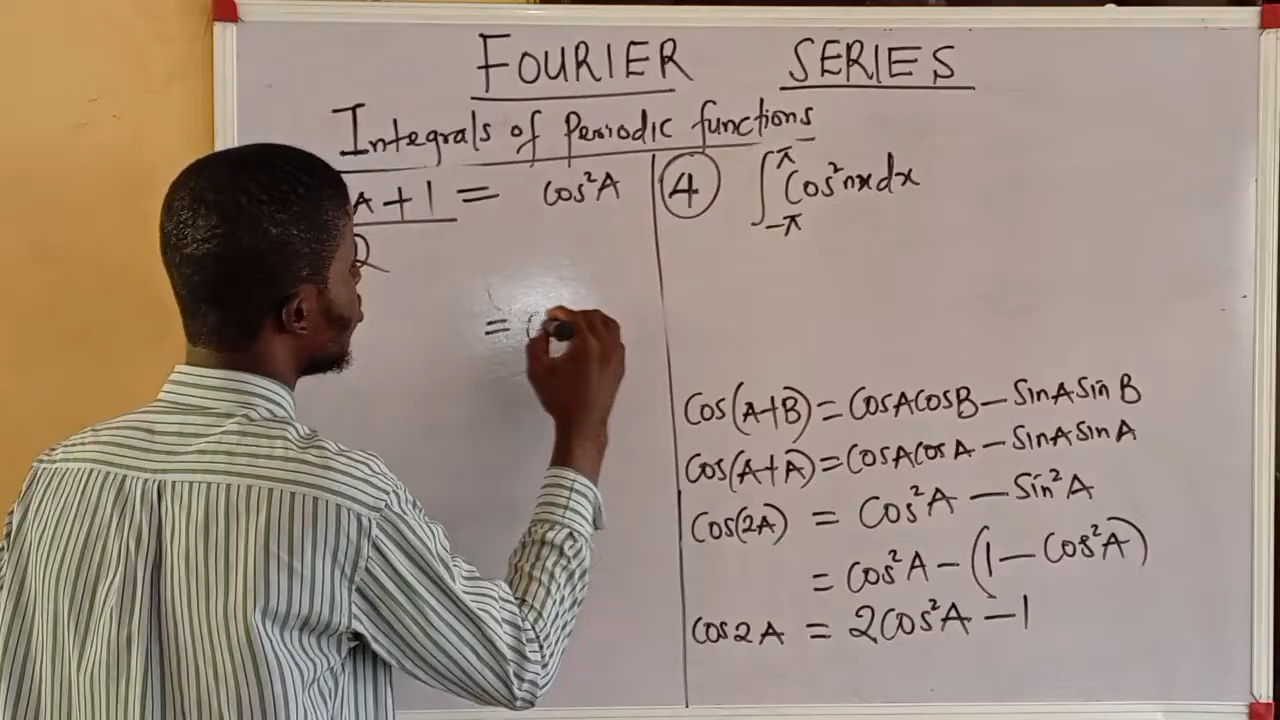 FOURIER SERIES
Integrals of Periodic functions
A + 1 = cos²A
2
=
④ ∫_{-π}^{π} cos²nx dx
Cos(A+B) = cosAcosB − sinAsinB
Cos(A+A) = cosAcosA − sinAsinA
Cos(2A) = cos²A − sin²A
= cos²A − (1 − cos²A)
cos2A = 2cos²A − 1